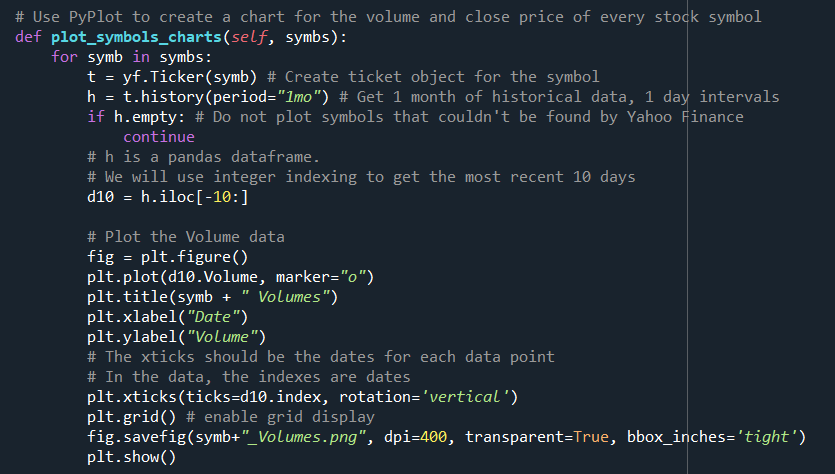 # Use PyPlot to create a chart for the volume and close price of every stock symbol
def plot_symbols_charts(self, symbs):
    for symb in symbs:
        t = yf.Ticker(symb) # Create ticket object for the symbol
        h = t.history(period="1mo") # Get 1 month of historical data, 1 day intervals
        if h.empty: # Do not plot symbols that couldn't be found by Yahoo Finance
            continue
        # h is a pandas dataframe.
        # We will use integer indexing to get the most recent 10 days
        d10 = h.iloc[-10:]

        # Plot the Volume data
        fig = plt.figure()
        plt.plot(d10.Volume, marker="o")
        plt.title(symb + " Volumes")
        plt.xlabel("Date")
        plt.ylabel("Volume")
        # The xticks should be the dates for each data point
        # In the data, the indexes are dates
        plt.xticks(ticks=d10.index, rotation='vertical')
        plt.grid() # enable grid display
        fig.savefig(symb+"_Volumes.png", dpi=400, transparent=True, bbox_inches='tight')
        plt.show()